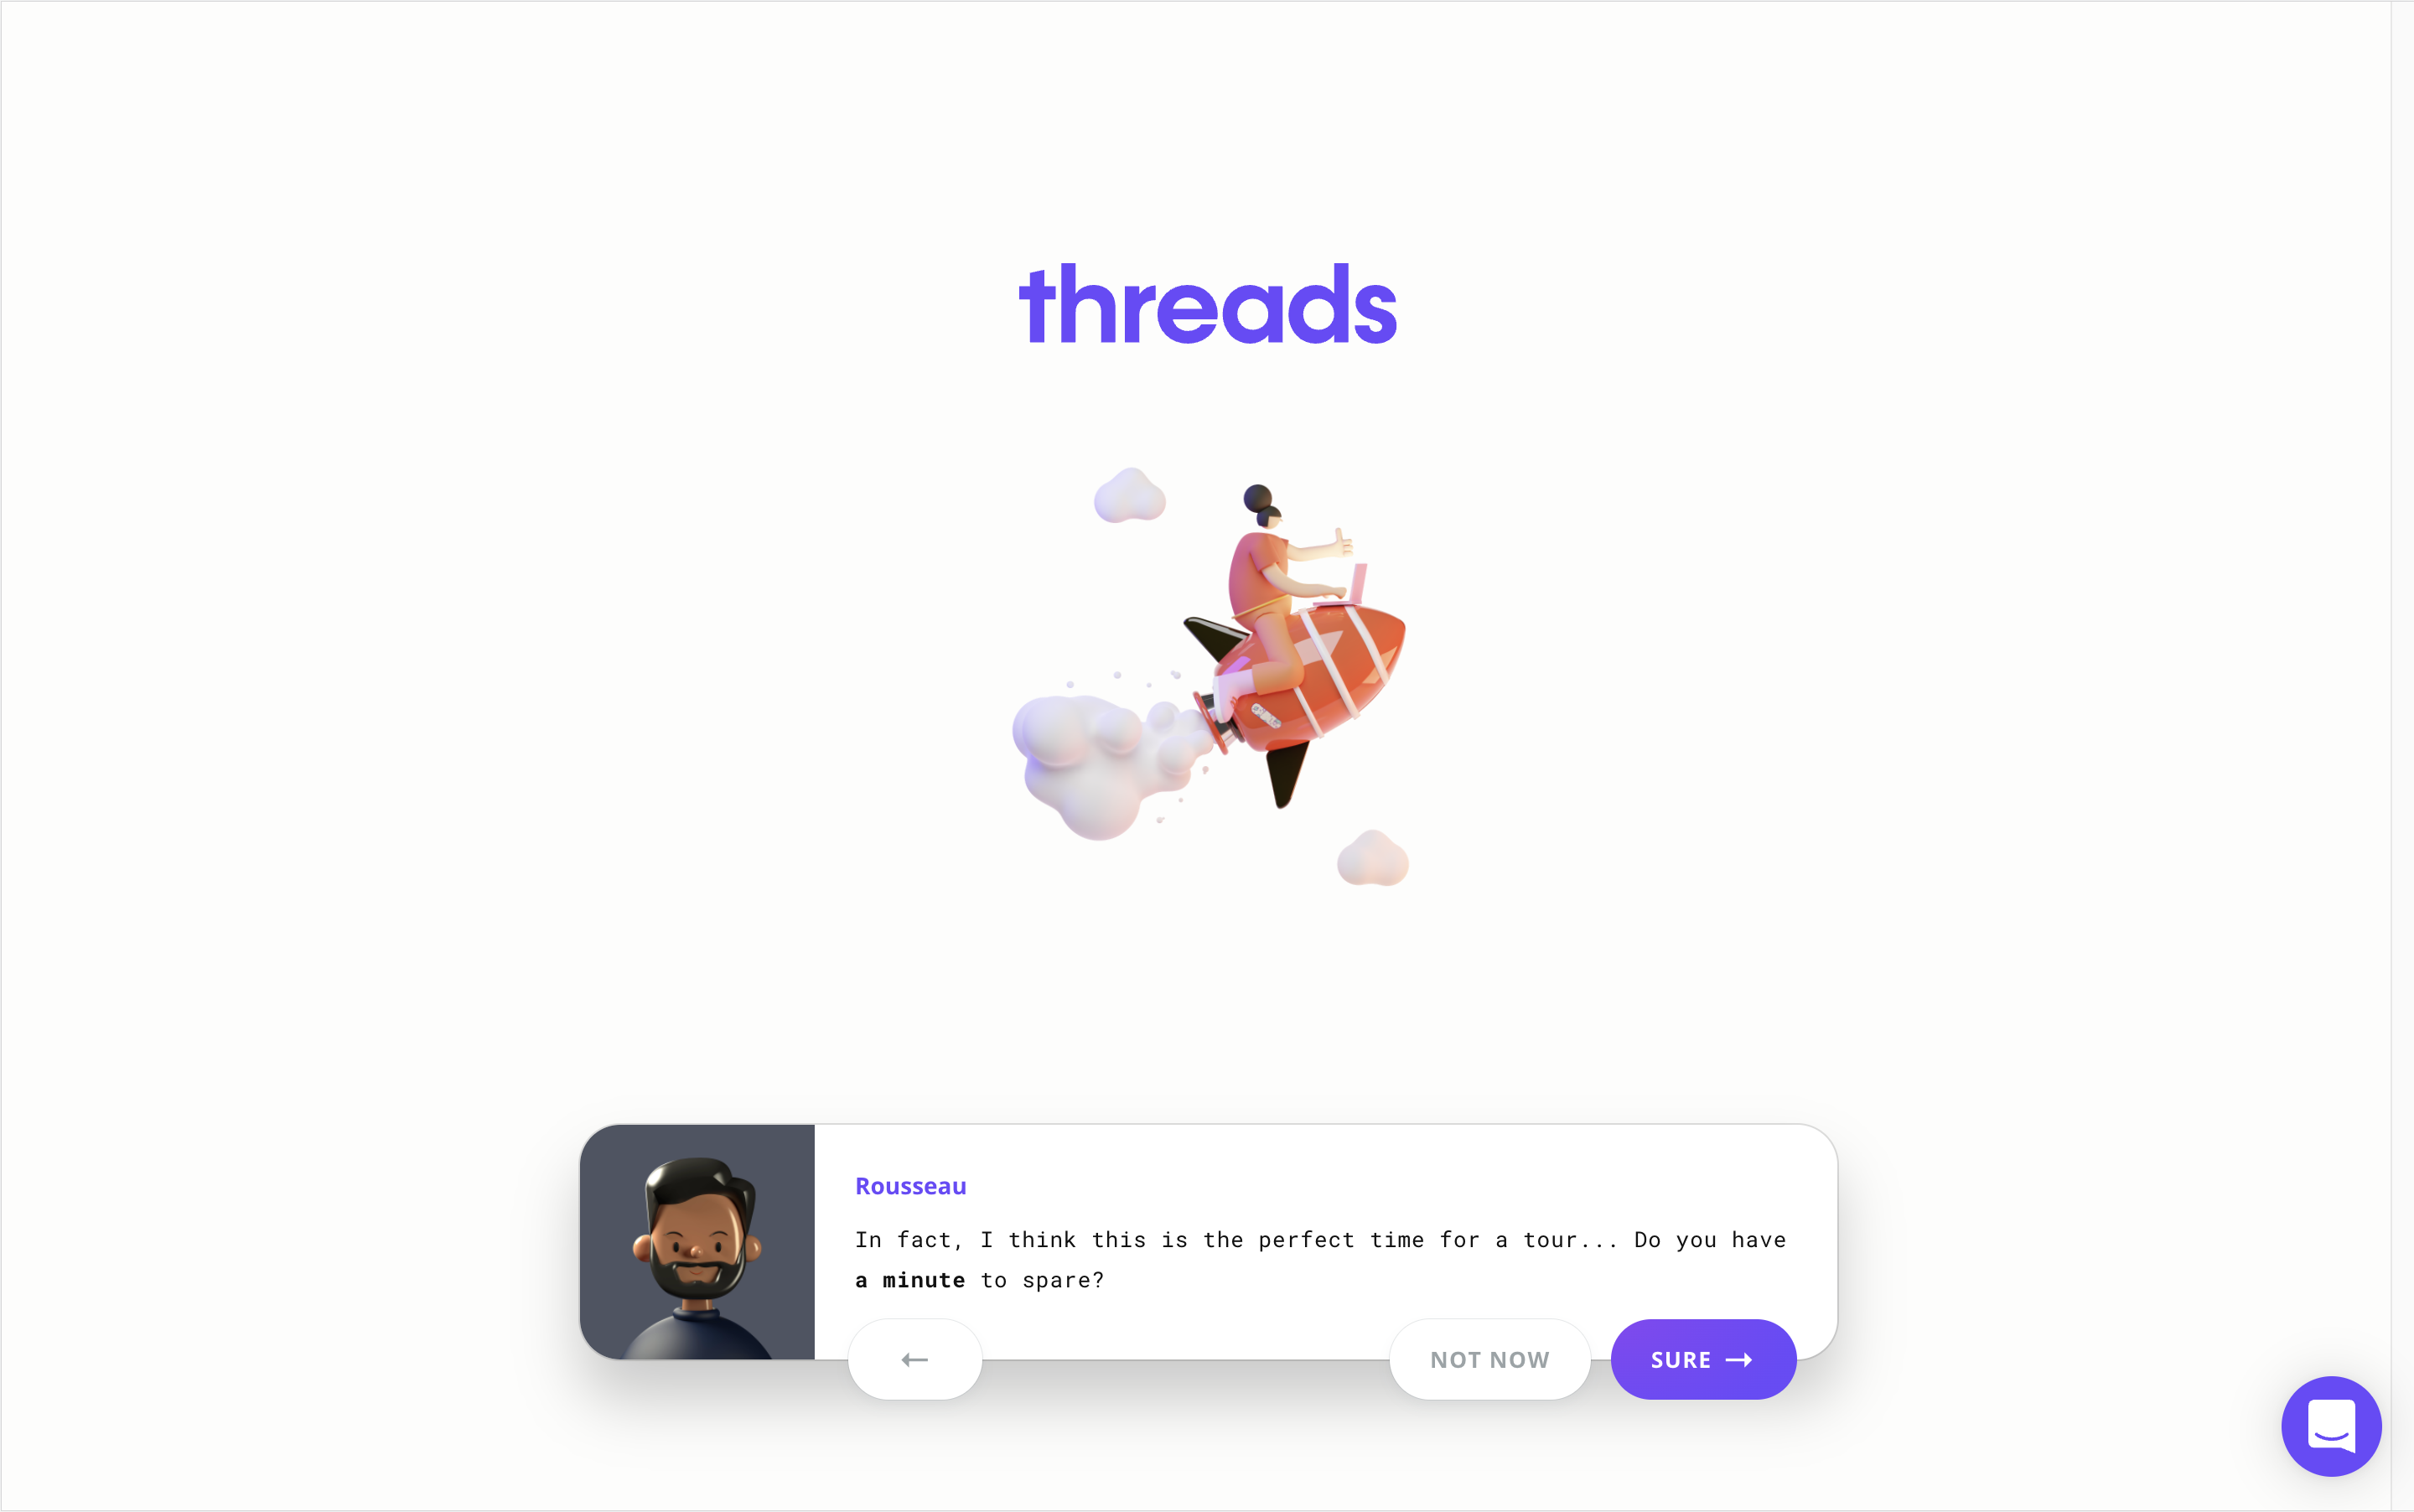 threads
Rousseau
In fact, I think this is the perfect time for a tour... Do you have
a minute to spare?
NOT NOW
SURE →